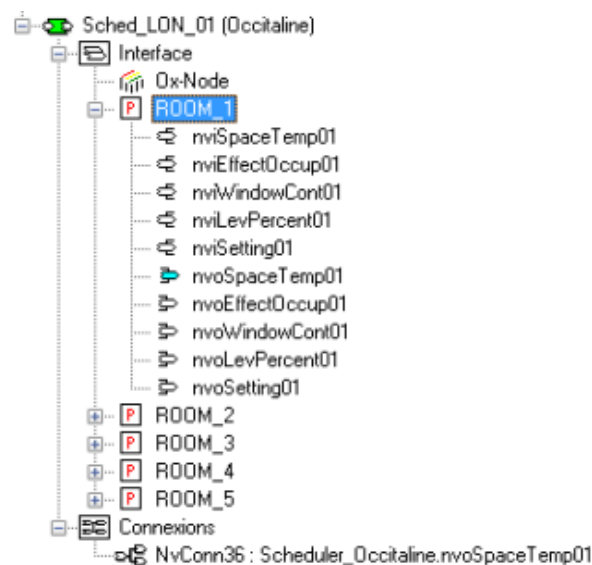 Sched_LON_01 (Occitaline)
Interface
Ox-Node
P ROOM_1
nviSpaceTemp01
nviEffectOccup01
nviWindowCont01
nviLevPercent01
nviSetting01
nvoSpaceTemp01
nvoEffectOccup01
nvoWindowCont01
nvoLevPercent01
nvoSetting01
P ROOM_2
P ROOM_3
P ROOM_4
P ROOM_5
Connexions
NvConn36 : Scheduler_Occitaline.nvoSpaceTemp01